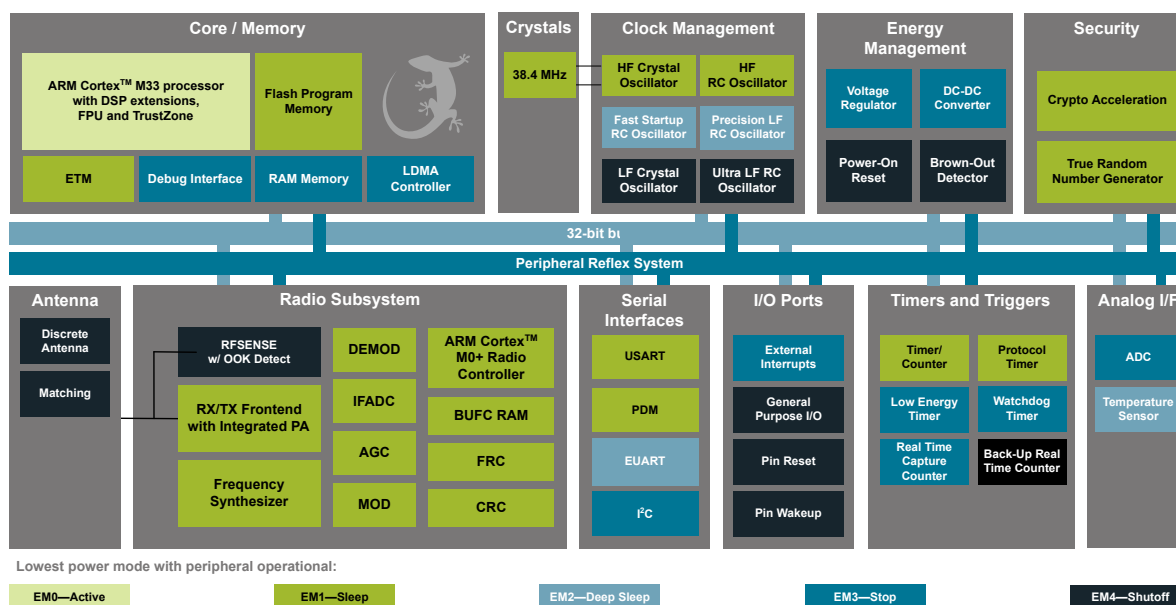 Core / Memory
ARM Cortex™ M33 processor
with DSP extensions,
FPU and TrustZone
Flash Program
Memory
ETM
Debug Interface
RAM Memory
LDMA
Controller
Crystals
38.4 MHz
Clock Management
HF Crystal
Oscillator
HF
RC Oscillator
Fast Startup
RC Oscillator
Precision LF
RC Oscillator
LF Crystal
Oscillator
Ultra LF RC
Oscillator
Energy
Management
Voltage
Regulator
DC-DC
Converter
Power-On
Reset
Brown-Out
Detector
Security
Crypto Acceleration
True Random
Number Generator
32-bit bu
Peripheral Reflex System
Antenna
Discrete
Antenna
Matching
Radio Subsystem
RFSENSE
w/ OOK Detect
RX/TX Frontend
with Integrated PA
Frequency
Synthesizer
DEMOD
IFADC
AGC
MOD
ARM Cortex™
M0+ Radio
Controller
BUFC RAM
FRC
CRC
Serial
Interfaces
USART
PDM
EUART
I²C
I/O Ports
External
Interrupts
General
Purpose I/O
Pin Reset
Pin Wakeup
Timers and Triggers
Timer/
Counter
Protocol
Timer
Low Energy
Timer
Watchdog
Timer
Real Time
Capture
Counter
Back-Up Real
Time Counter
Analog I/F
ADC
Temperature
Sensor
Lowest power mode with peripheral operational:
EM0—Active
EM1—Sleep
EM2—Deep Sleep
EM3—Stop
EM4—Shutoff